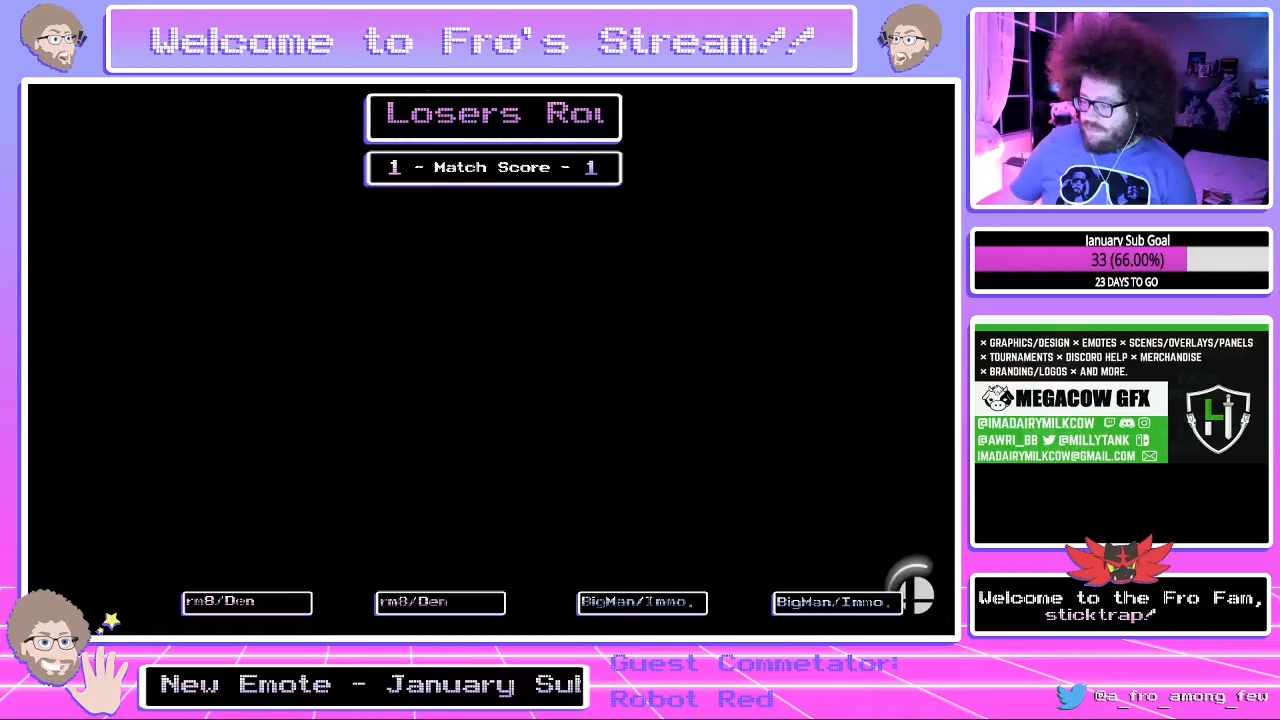 Welcome to Fro's Stream!!
Losers Rou
1 - Match Score - 1
January Sub Goal
33 (66.00%)
23 DAYS TO GO
× GRAPHICS/DESIGN × EMOTES × SCENES/OVERLAYS/PANELS
× TOURNAMENTS × DISCORD HELP × MERCHANDISE
× BRANDING/LOGOS × AND MORE.
MEGACOW GFX
@IMADAIRYMILKCOW
@AWRI_BB @MILLYTANK
IMADAIRYMILKCOW@GMAIL.COM
rm8/Den
rm8/Den
BigMan/Immo.
BigMan/Immo.
Welcome to the Fro Fam,
sticktrap!
New Emote - January Sub
Guest Commetator:
Robot Red
@a_fro_among_few